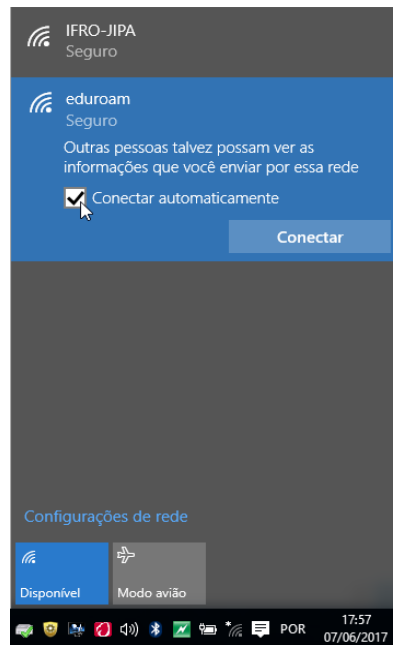 IFRO-JIPA
Seguro
eduroam
Seguro
Outras pessoas talvez possam ver as
informações que você enviar por essa rede
Conectar automaticamente
Conectar
Configurações de rede
Disponível
Modo avião
POR
17:57
07/06/2017